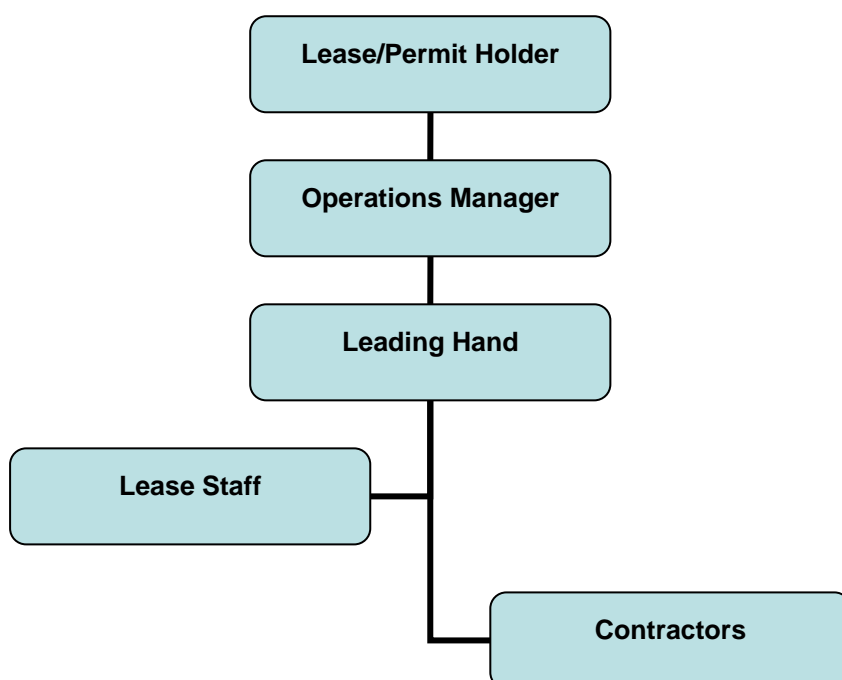 Lease/Permit Holder
Operations Manager
Leading Hand
Lease Staff
Contractors